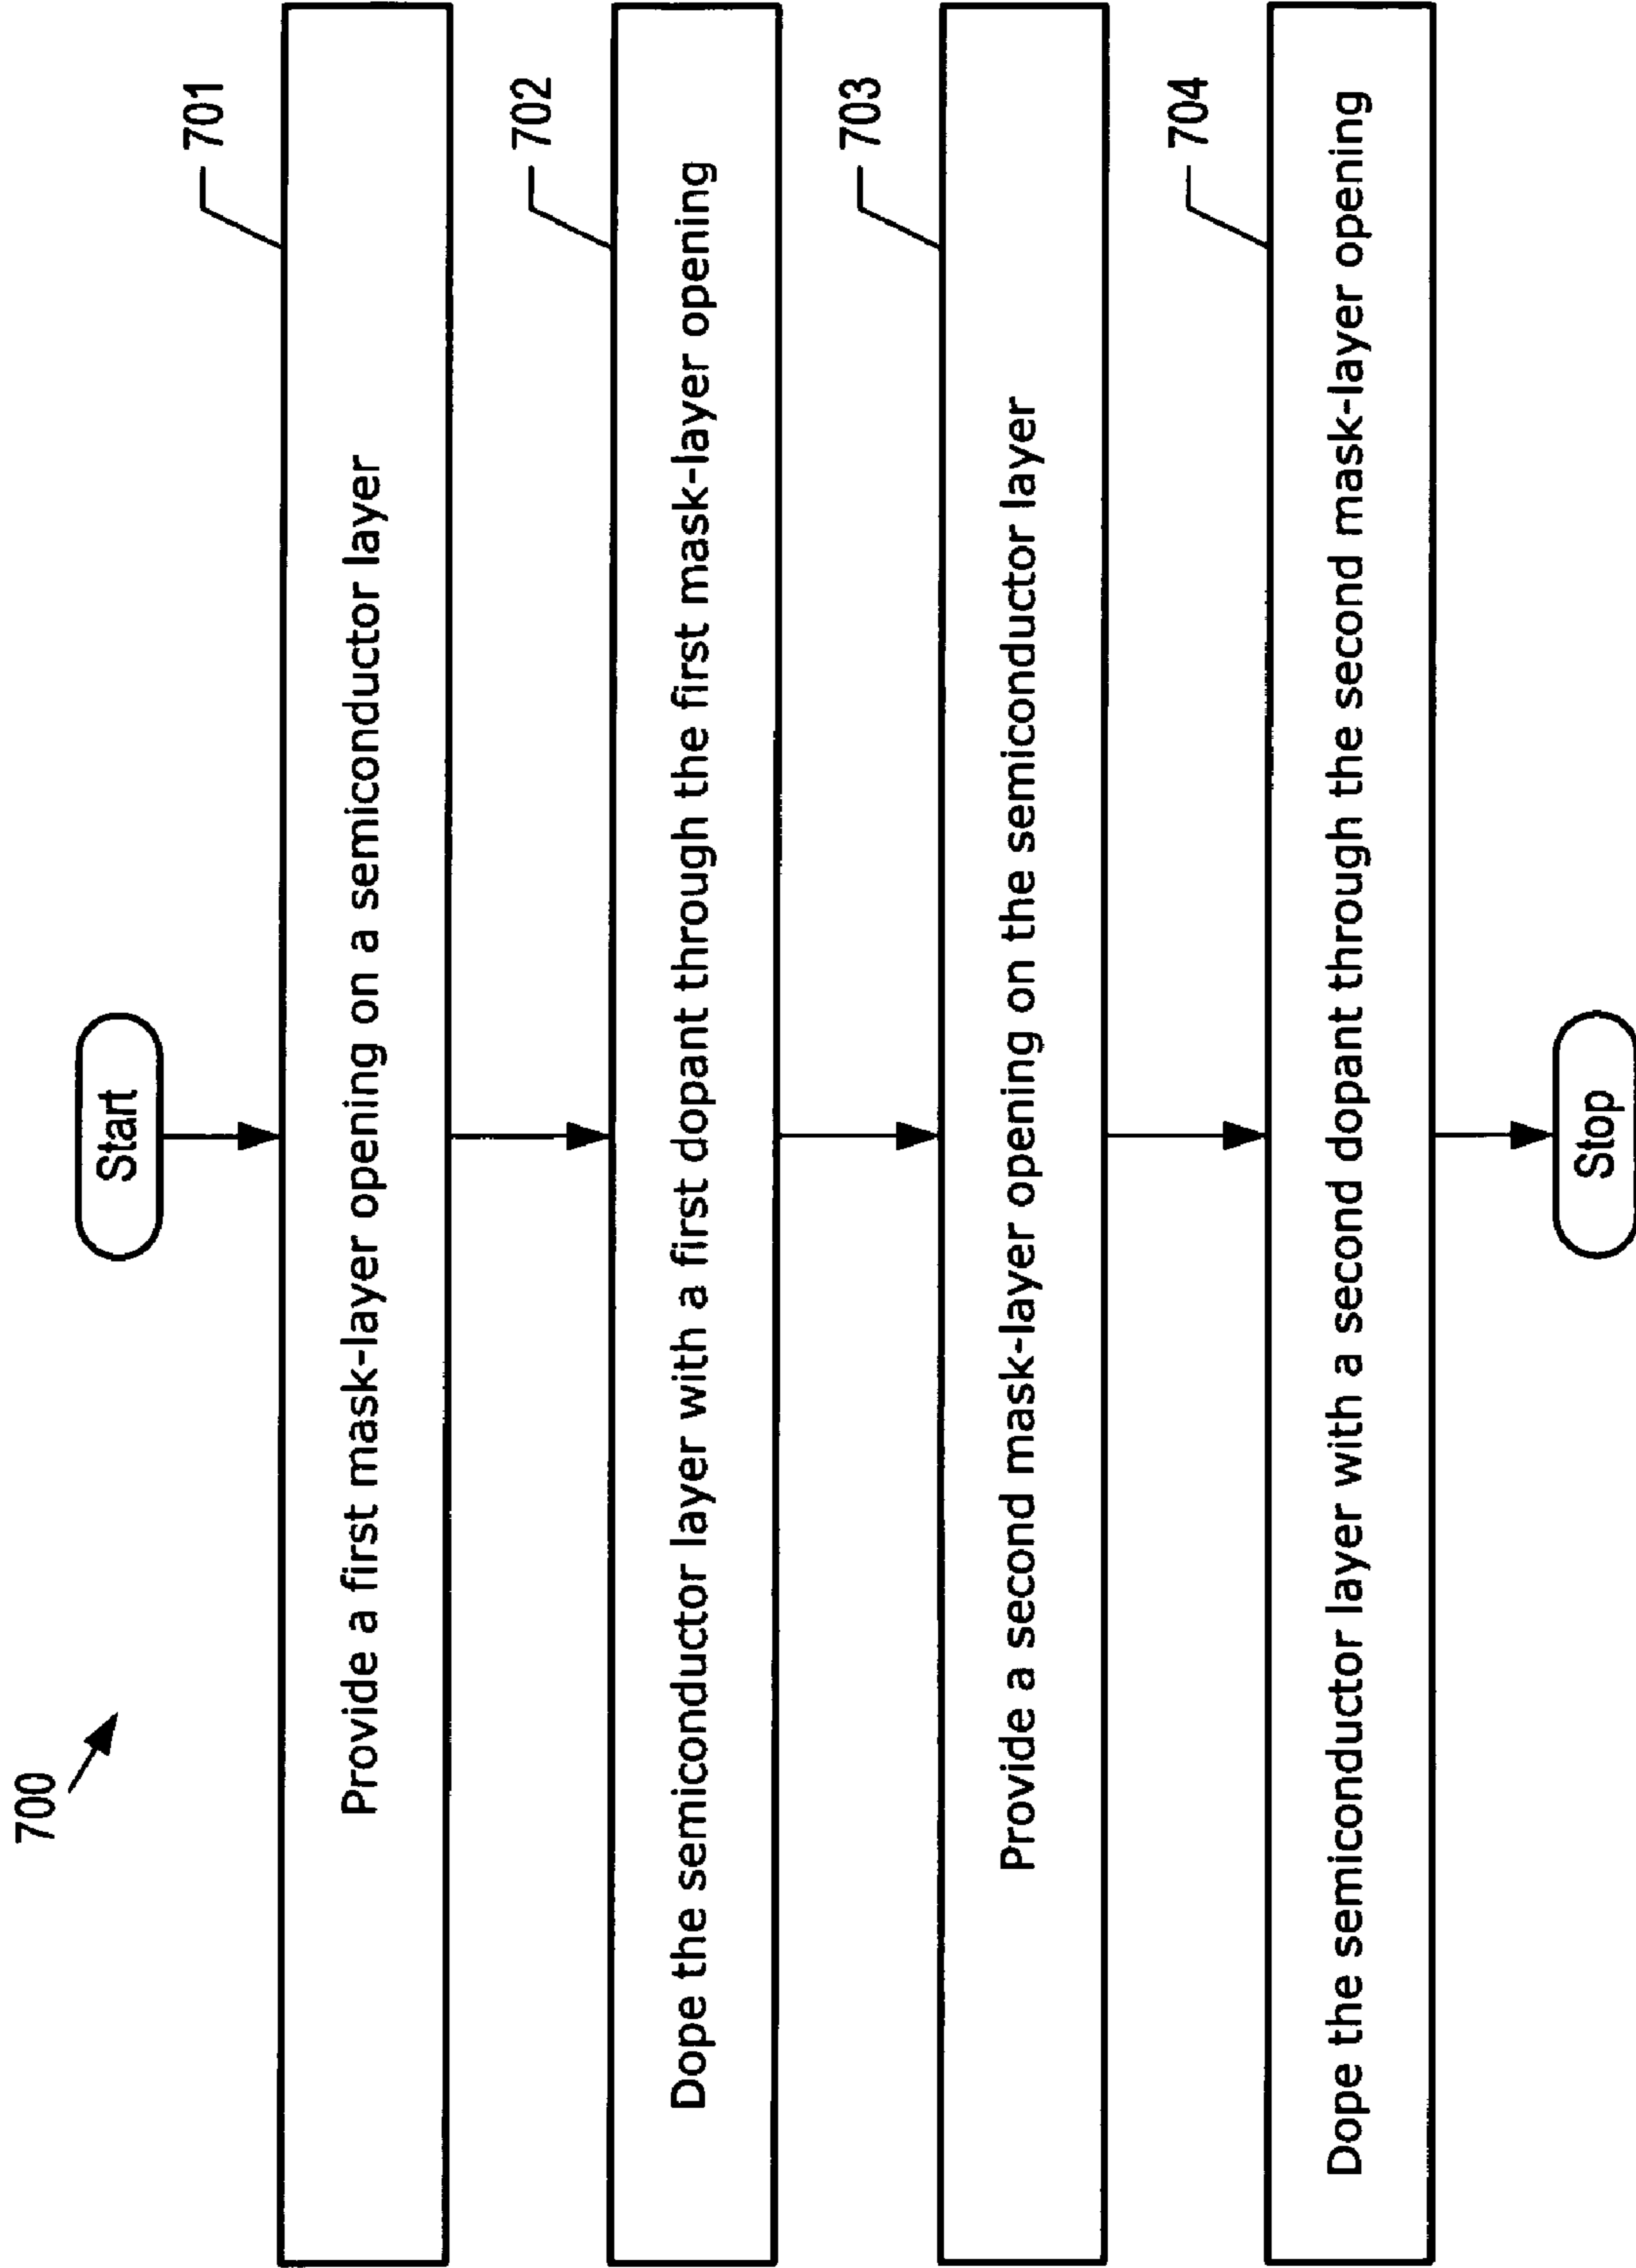 700
Start
701
Provide a first mask-layer opening on a semiconductor layer
702
Dope the semiconductor layer with a first dopant through the first mask-layer opening
703
Provide a second mask-layer opening on the semiconductor layer
704
Dope the semiconductor layer with a second dopant through the second mask-layer opening
Stop